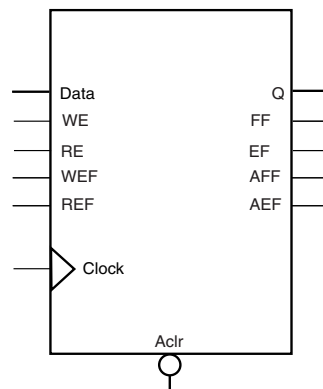 Data Q
WE FF
RE EF
WEF AFF
REF AEF
Clock
Aclr